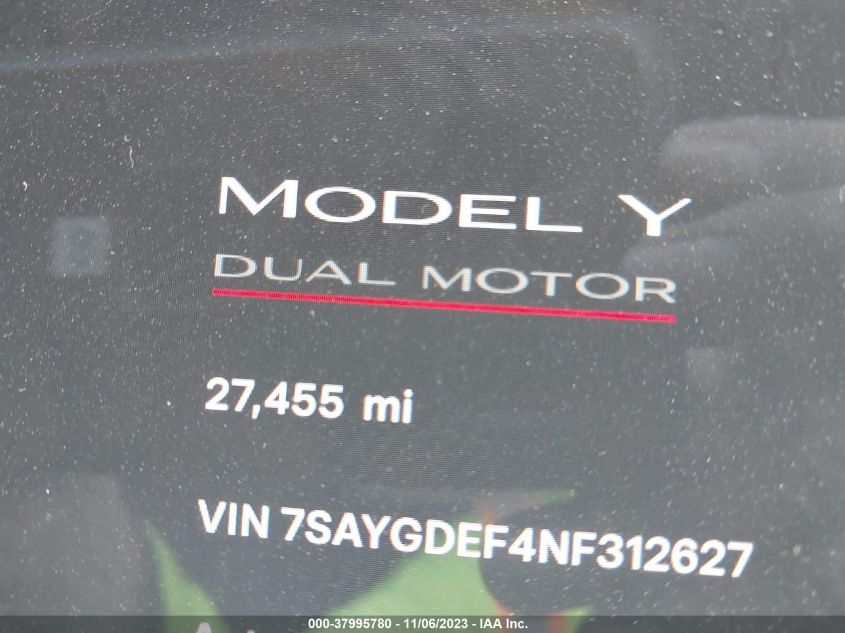 MODEL Y
DUAL MOTOR
27,455 mi
VIN 7SAYGDEF4NF312627
000-37995780 - 11/06/2023 - IAA Inc.